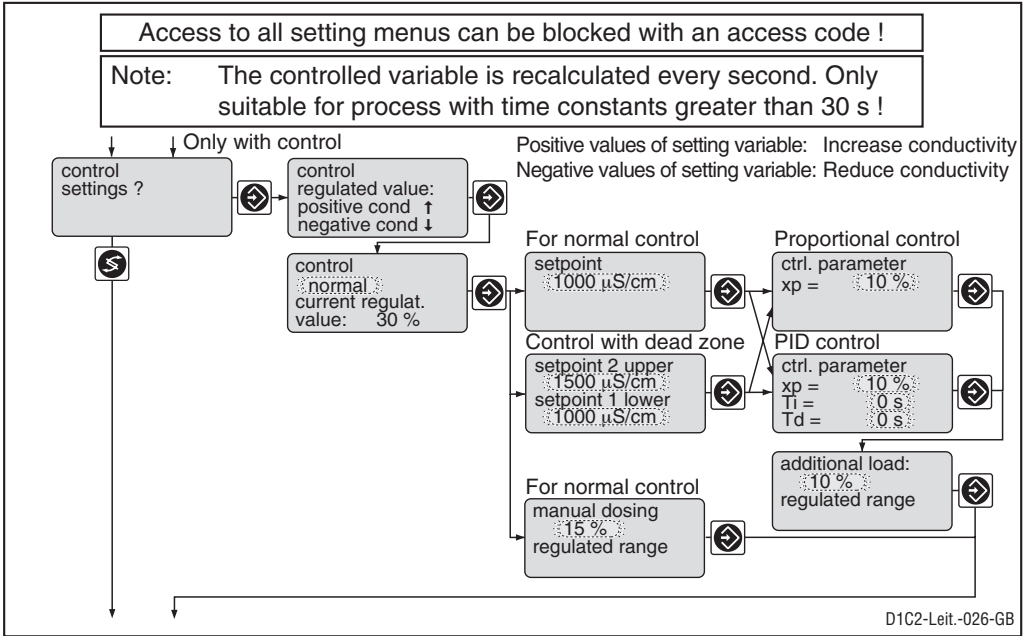 Access to all setting menus can be blocked with an access code !
Note: The controlled variable is recalculated every second. Only
suitable for process with time constants greater than 30 s !
Only with control
Positive values of setting variable: Increase conductivity
Negative values of setting variable: Reduce conductivity
control
settings ?
control
regulated value:
positive cond ↑
negative cond ↓
control
normal
current regulat.
value: 30 %
For normal control
setpoint
1000 µS/cm
Control with dead zone
setpoint 2 upper
1500 µS/cm
setpoint 1 lower
1000 µS/cm
For normal control
manual dosing
15 %
regulated range
Proportional control
ctrl. parameter
xp = 10 %
PID control
ctrl. parameter
xp = 10 %
Ti = 0 s
Td = 0 s
additional load:
10 %
regulated range
D1C2-Leit.-026-GB